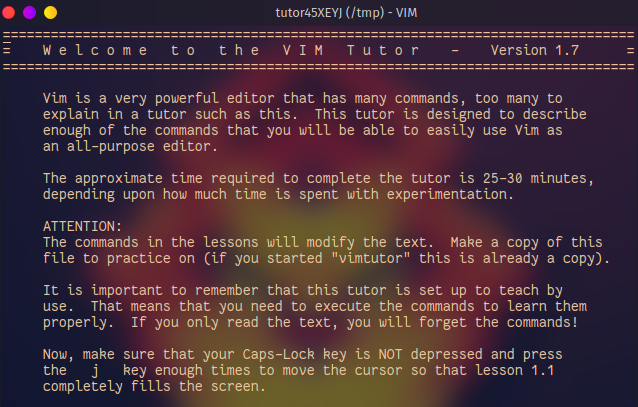 tutor45XEYJ (/tmp) - VIM
===============================================================================
=    W e l c o m e   t o   t h e   V I M   T u t o r    -    Version 1.7      =
===============================================================================
Vim is a very powerful editor that has many commands, too many to
explain in a tutor such as this.  This tutor is designed to describe
enough of the commands that you will be able to easily use Vim as
an all-purpose editor.
The approximate time required to complete the tutor is 25-30 minutes,
depending upon how much time is spent with experimentation.
ATTENTION:
The commands in the lessons will modify the text.  Make a copy of this
file to practice on (if you started "vimtutor" this is already a copy).
It is important to remember that this tutor is set up to teach by
use.  That means that you need to execute the commands to learn them
properly.  If you only read the text, you will forget the commands!
Now, make sure that your Caps-Lock key is NOT depressed and press
the   j   key enough times to move the cursor so that lesson 1.1
completely fills the screen.